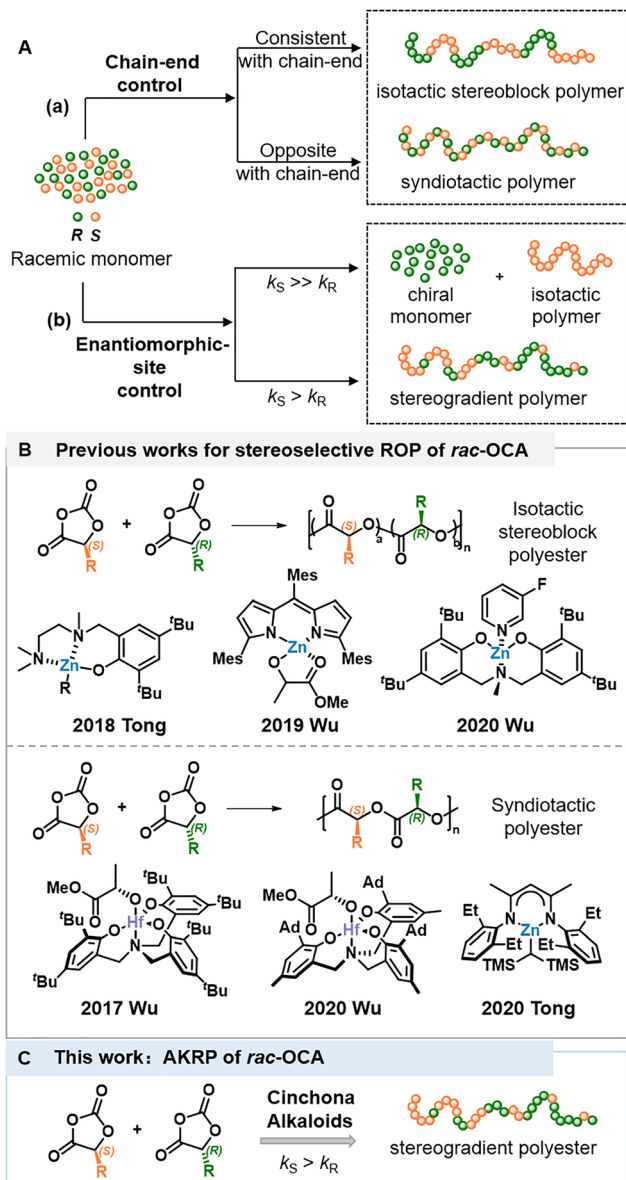 A
Chain-end
control
Consistent
with chain-end
Opposite
with chain-end
isotactic stereoblock polymer
syndiotactic polymer
(a)
R S
Racemic monomer
(b)
Enantiomorphic-
site
control
kS >> kR
kS > kR
chiral
monomer
+
isotactic
polymer
stereogradient polymer
B Previous works for stereoselective ROP of rac-OCA
O O O O (S) R
+
O O O O (R) R
[ O (S) R O ]a ( O R (R) O )b ]n
Isotactic
stereoblock
polyester
N N Zn R O tBu tBu
2018 Tong
Mes N N Zn Mes Mes O O OMe
2019 Wu
F N tBu tBu O Zn O N tBu tBu
2020 Wu
O O O O (S) R
+
O O O O (R) R
[ O (S) R O O R (R) O ]n
Syndiotactic
polyester
MeO O O Hf O O O N tBu tBu tBu tBu tBu tBu
2017 Wu
MeO O O Hf O O O N Ad Ad Ad
2020 Wu
Et N N Et Zn Et Et TMS TMS
2020 Tong
C This work: AKRP of rac-OCA
O O O O (S) R
+
O O O O (R) R
Cinchona
Alkaloids
kS > kR
stereogradient polyester